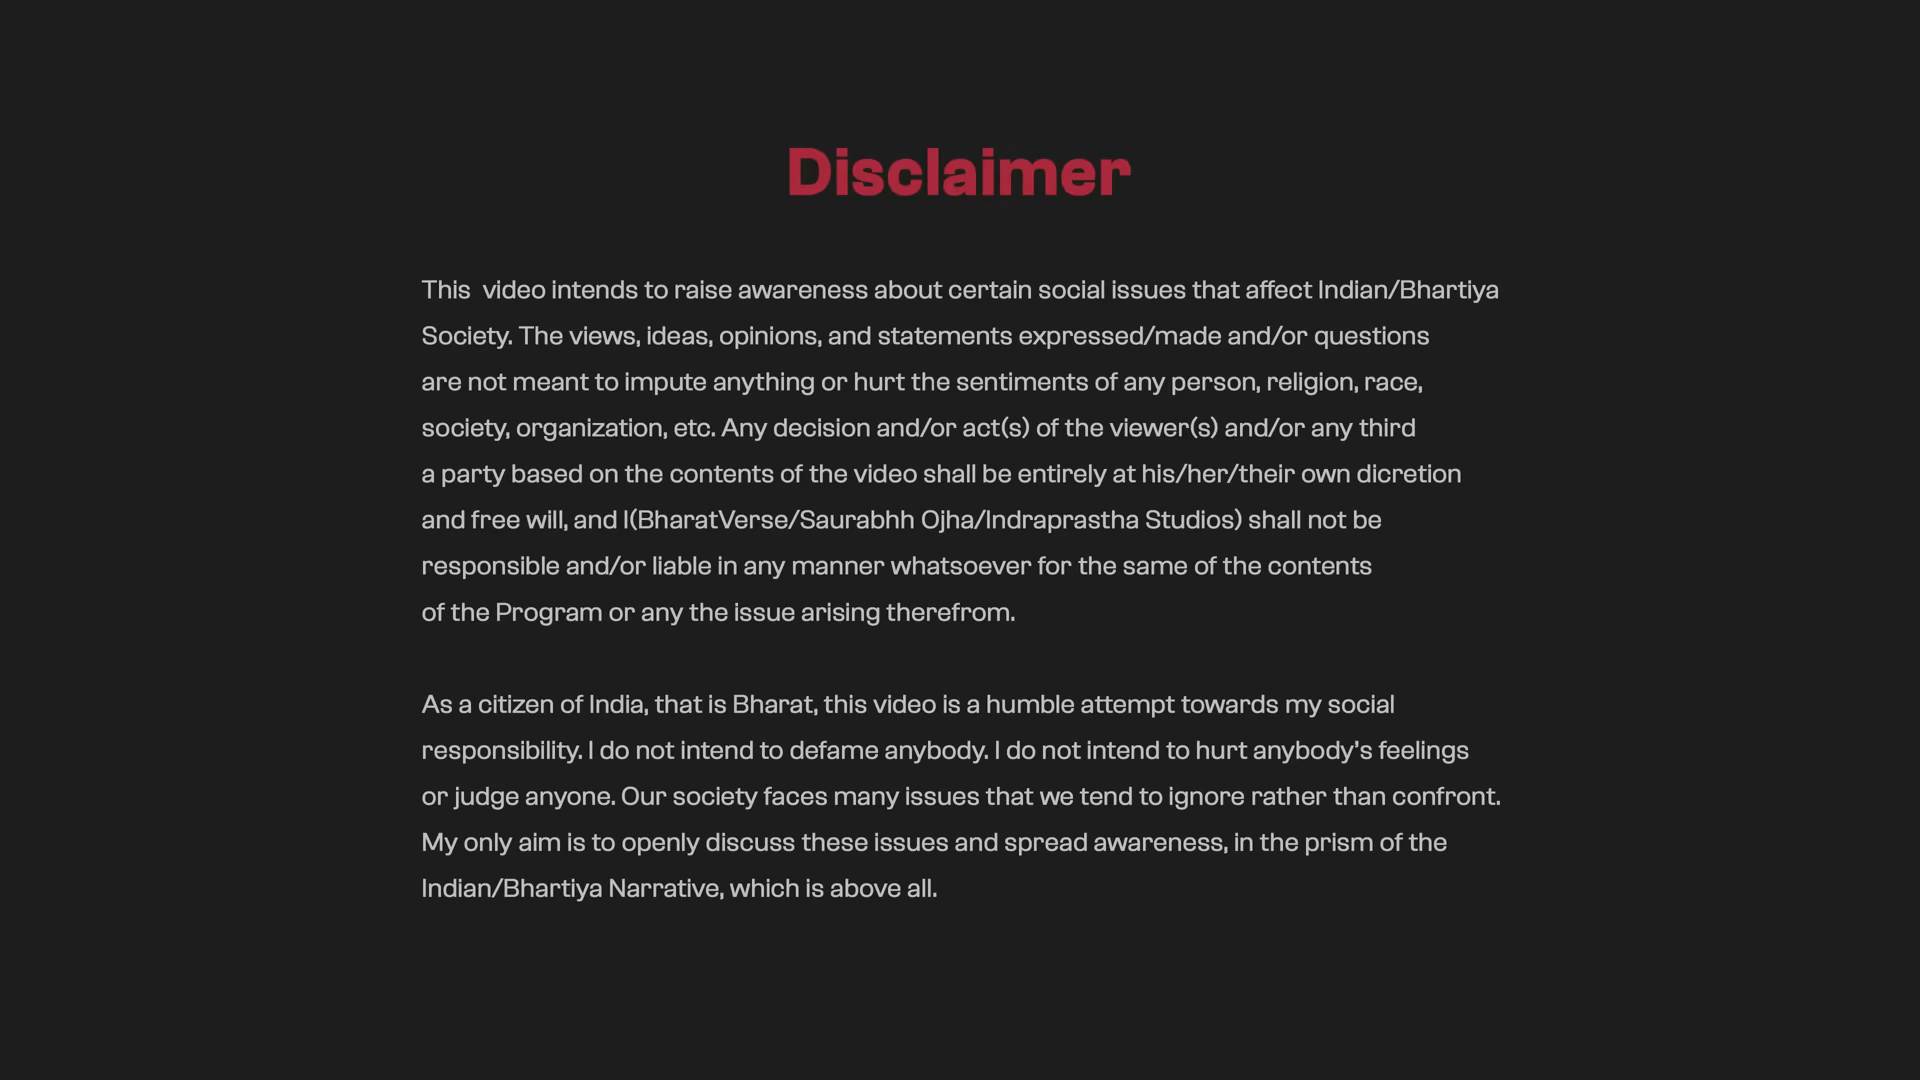 Disclaimer
This  video intends to raise awareness about certain social issues that affect Indian/Bhartiya
Society. The views, ideas, opinions, and statements expressed/made and/or questions
are not meant to impute anything or hurt the sentiments of any person, religion, race,
society, organization, etc. Any decision and/or act(s) of the viewer(s) and/or any third
a party based on the contents of the video shall be entirely at his/her/their own dicretion
and free will, and I(BharatVerse/Saurabhh Ojha/Indraprastha Studios) shall not be
responsible and/or liable in any manner whatsoever for the same of the contents
of the Program or any the issue arising therefrom.
As a citizen of India, that is Bharat, this video is a humble attempt towards my social
responsibility. I do not intend to defame anybody. I do not intend to hurt anybody's feelings
or judge anyone. Our society faces many issues that we tend to ignore rather than confront.
My only aim is to openly discuss these issues and spread awareness, in the prism of the
Indian/Bhartiya Narrative, which is above all.